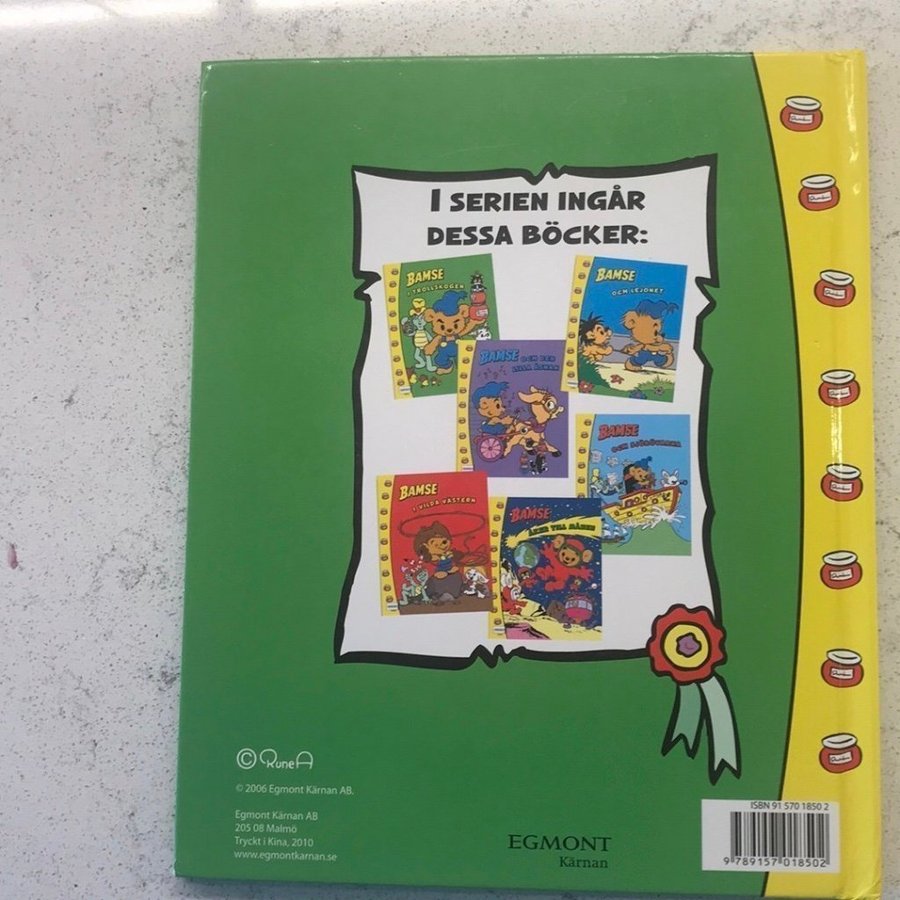 I SERIEN INGÅR
DESSA BÖCKER:
BAMSE
I TROLLSKOGEN
BAMSE
OCH LEJONET
BAMSE OCH DEN
LILLA ÅSNAN
BAMSE
OCH SJÖRÖVARNA
BAMSE
I VILDA VÄSTERN
BAMSE
ÅKER TILL MÅNEN
© Rune A
© 2006 Egmont Kärnan AB.
Egmont Kärnan AB
205 08 Malmö
Tryckt i Kina, 2010
www.egmontkarnan.se
EGMONT
Kärnan
ISBN 91 570 1850 2
9 789157 018502